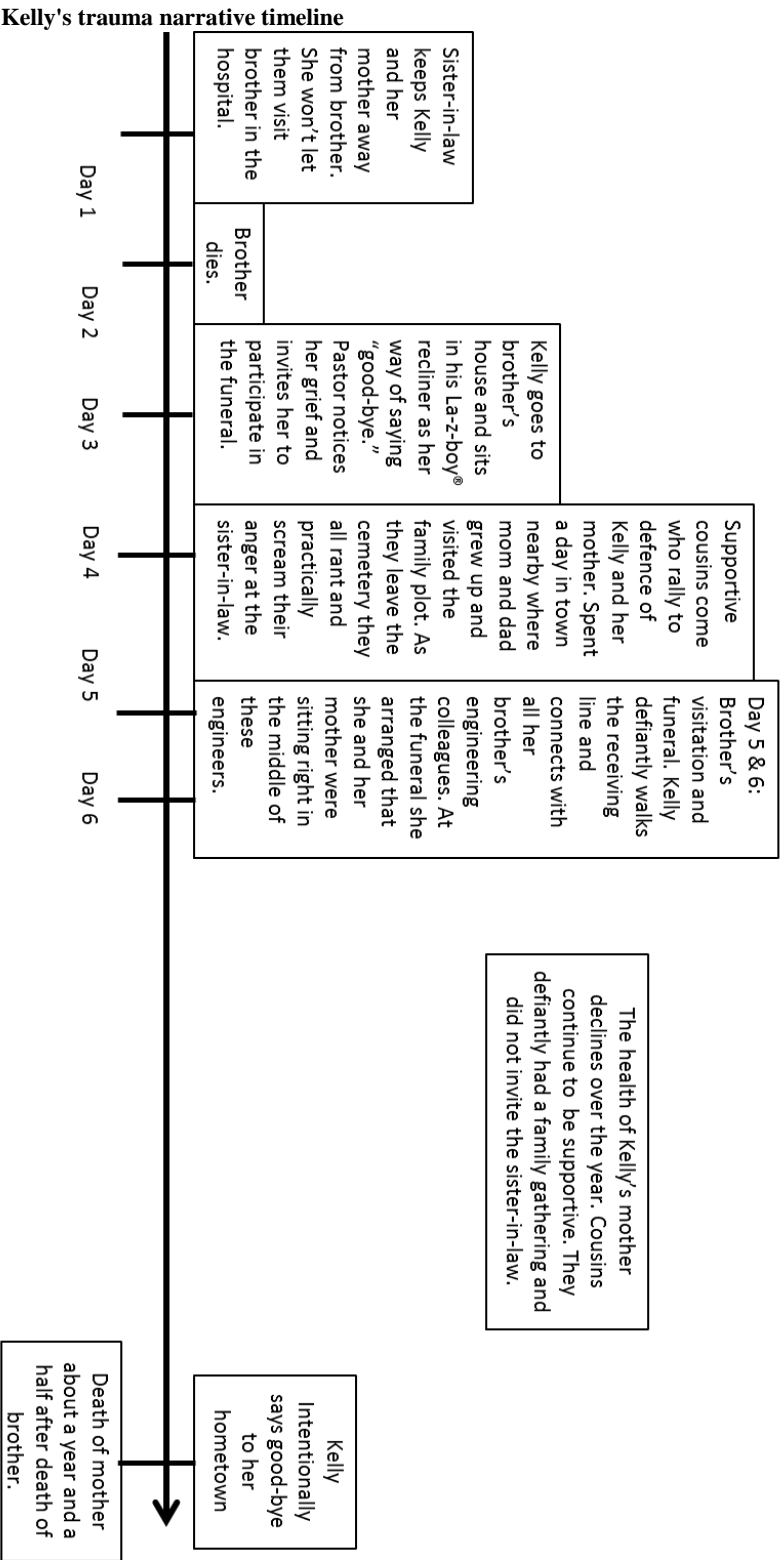 Kelly's trauma narrative timeline
Sister-in-law
keeps Kelly
and her
mother away
from brother.
She won’t let
them visit
brother in the
hospital.
Brother
dies.
Kelly goes to
brother’s
house and sits
in his La-z-boy®
recliner as her
way of saying
“good-bye.”
Pastor notices
her grief and
invites her to
participate in
the funeral.
Supportive
cousins come
who rally to
defence of
Kelly and her
mother. Spent
a day in town
nearby where
mom and dad
grew up and
visited the
family plot. As
they leave the
cemetery they
all rant and
practically
scream their
anger at the
sister-in-law.
Day 5 & 6:
Brother’s
visitation and
funeral. Kelly
defiantly walks
the receiving
line and
connects with
all her
brother’s
engineering
colleagues. At
the funeral she
arranged that
she and her
mother were
sitting right in
the middle of
these
engineers.
The health of Kelly’s mother
declines over the year. Cousins
continue to be supportive. They
defiantly had a family gathering and
did not invite the sister-in-law.
Kelly
Intentionally
says good-bye
to her
hometown
Day 1
Day 2
Day 3
Day 4
Day 5
Day 6
Death of mother
about a year and a
half after death of
brother.